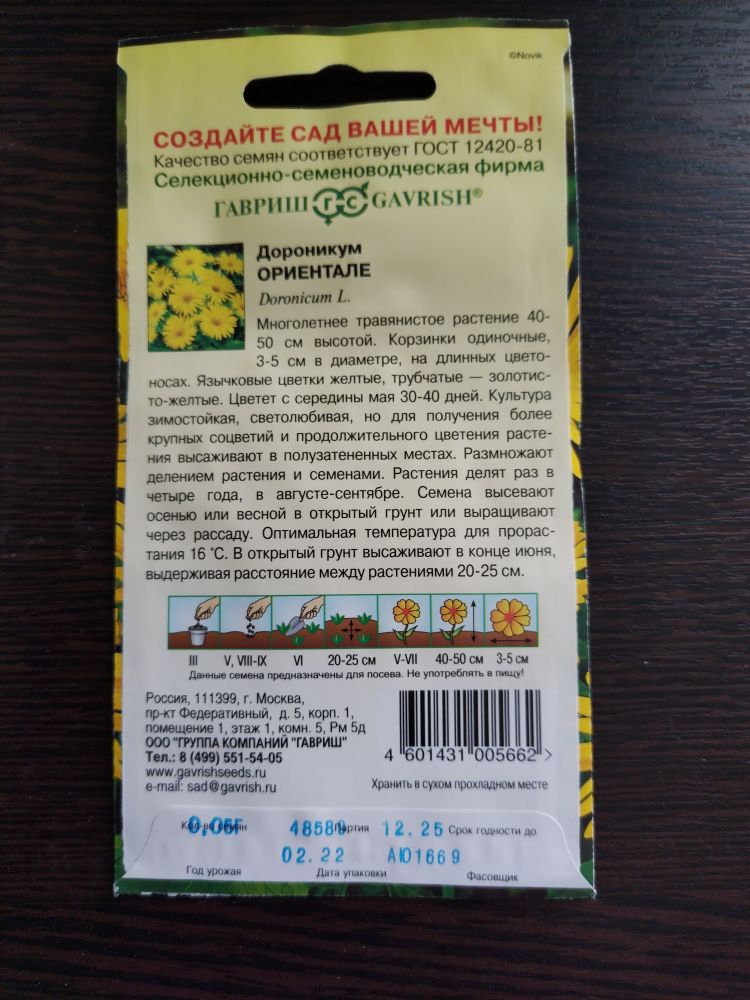 ©Novik
СОЗДАЙТЕ САД ВАШЕЙ МЕЧТЫ!
Качество семян соответствует ГОСТ 12420-81
Селекционно-семеноводческая фирма
ГАВРИШ ГС GAVRISH®
Дороникум
ОРИЕНТАЛЕ
Doronicum L.
Многолетнее травянистое растение 40-
50 см высотой. Корзинки одиночные,
3-5 см в диаметре, на длинных цвето-
носах. Язычковые цветки желтые, трубчатые — золотис-
то-желтые. Цветет с середины мая 30-40 дней. Культура
зимостойкая, светолюбивая, но для получения более
крупных соцветий и продолжительного цветения расте-
ния высаживают в полузатененных местах. Размножают
делением растения и семенами. Растения делят раз в
четыре года, в августе-сентябре. Семена высевают
осенью или весной в открытый грунт или выращивают
через рассаду. Оптимальная температура для прорас-
тания 16 °С. В открытый грунт высаживают в конце июня,
выдерживая расстояние между растениями 20-25 см.
III V, VIII-IX VI 20-25 см V-VII 40-50 см 3-5 см
Данные семена предназначены для посева. Не употреблять в пищу!
Россия, 111399, г. Москва,
пр-кт Федеративный, д. 5, корп. 1,
помещение 1, этаж 1, комн. 5, Рм 5д
ООО "ГРУППА КОМПАНИЙ "ГАВРИШ"
Тел.: 8 (499) 551-54-05
www.gavrishseeds.ru
e-mail: sad@gavrish.ru
4 601431 005662 >
Хранить в сухом прохладном месте
Кол-во семян 0,05Г 48580 Партия 12.25 Срок годности до
02.22 АЮ1669
Год урожая Дата упаковки Фасовщик